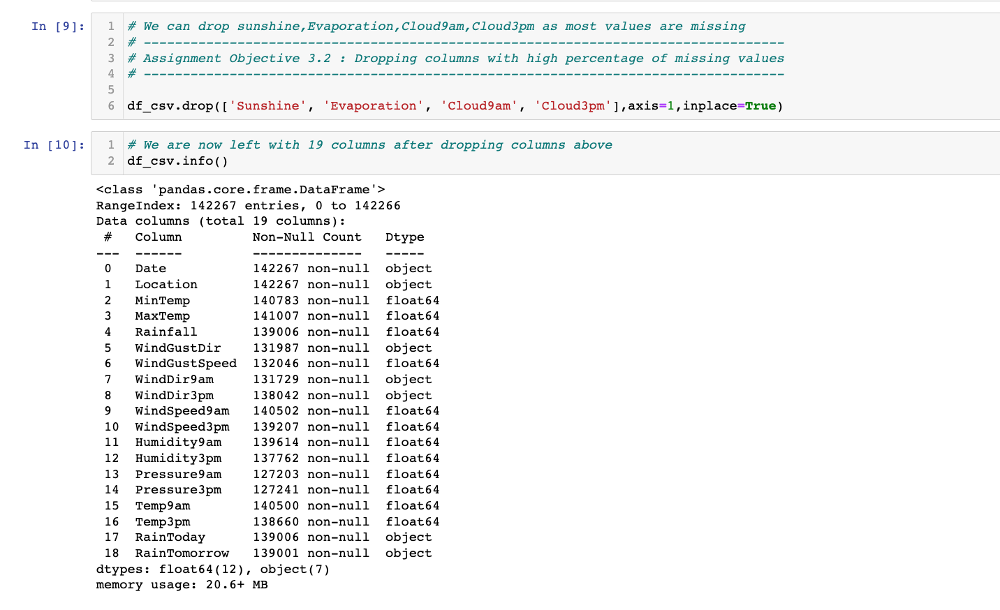 In [9]:
1 # We can drop sunshine,Evaporation,Cloud9am,Cloud3pm as most values are missing
2 # ----------------------------------------------------------------------------------
3 # Assignment Objective 3.2 : Dropping columns with high percentage of missing values
4 # ----------------------------------------------------------------------------------
5
6 df_csv.drop(['Sunshine', 'Evaporation', 'Cloud9am', 'Cloud3pm'],axis=1,inplace=True)
In [10]:
1 # We are now left with 19 columns after dropping columns above
2 df_csv.info()
<class 'pandas.core.frame.DataFrame'>
RangeIndex: 142267 entries, 0 to 142266
Data columns (total 19 columns):
 #   Column         Non-Null Count   Dtype
---  ------         --------------   -----
 0   Date           142267 non-null  object
 1   Location       142267 non-null  object
 2   MinTemp        140783 non-null  float64
 3   MaxTemp        141007 non-null  float64
 4   Rainfall       139006 non-null  float64
 5   WindGustDir    131987 non-null  object
 6   WindGustSpeed  132046 non-null  float64
 7   WindDir9am     131729 non-null  object
 8   WindDir3pm     138042 non-null  object
 9   WindSpeed9am   140502 non-null  float64
 10  WindSpeed3pm   139207 non-null  float64
 11  Humidity9am    139614 non-null  float64
 12  Humidity3pm    137762 non-null  float64
 13  Pressure9am    127203 non-null  float64
 14  Pressure3pm    127241 non-null  float64
 15  Temp9am        140500 non-null  float64
 16  Temp3pm        138660 non-null  float64
 17  RainToday      139006 non-null  object
 18  RainTomorrow   139001 non-null  object
dtypes: float64(12), object(7)
memory usage: 20.6+ MB